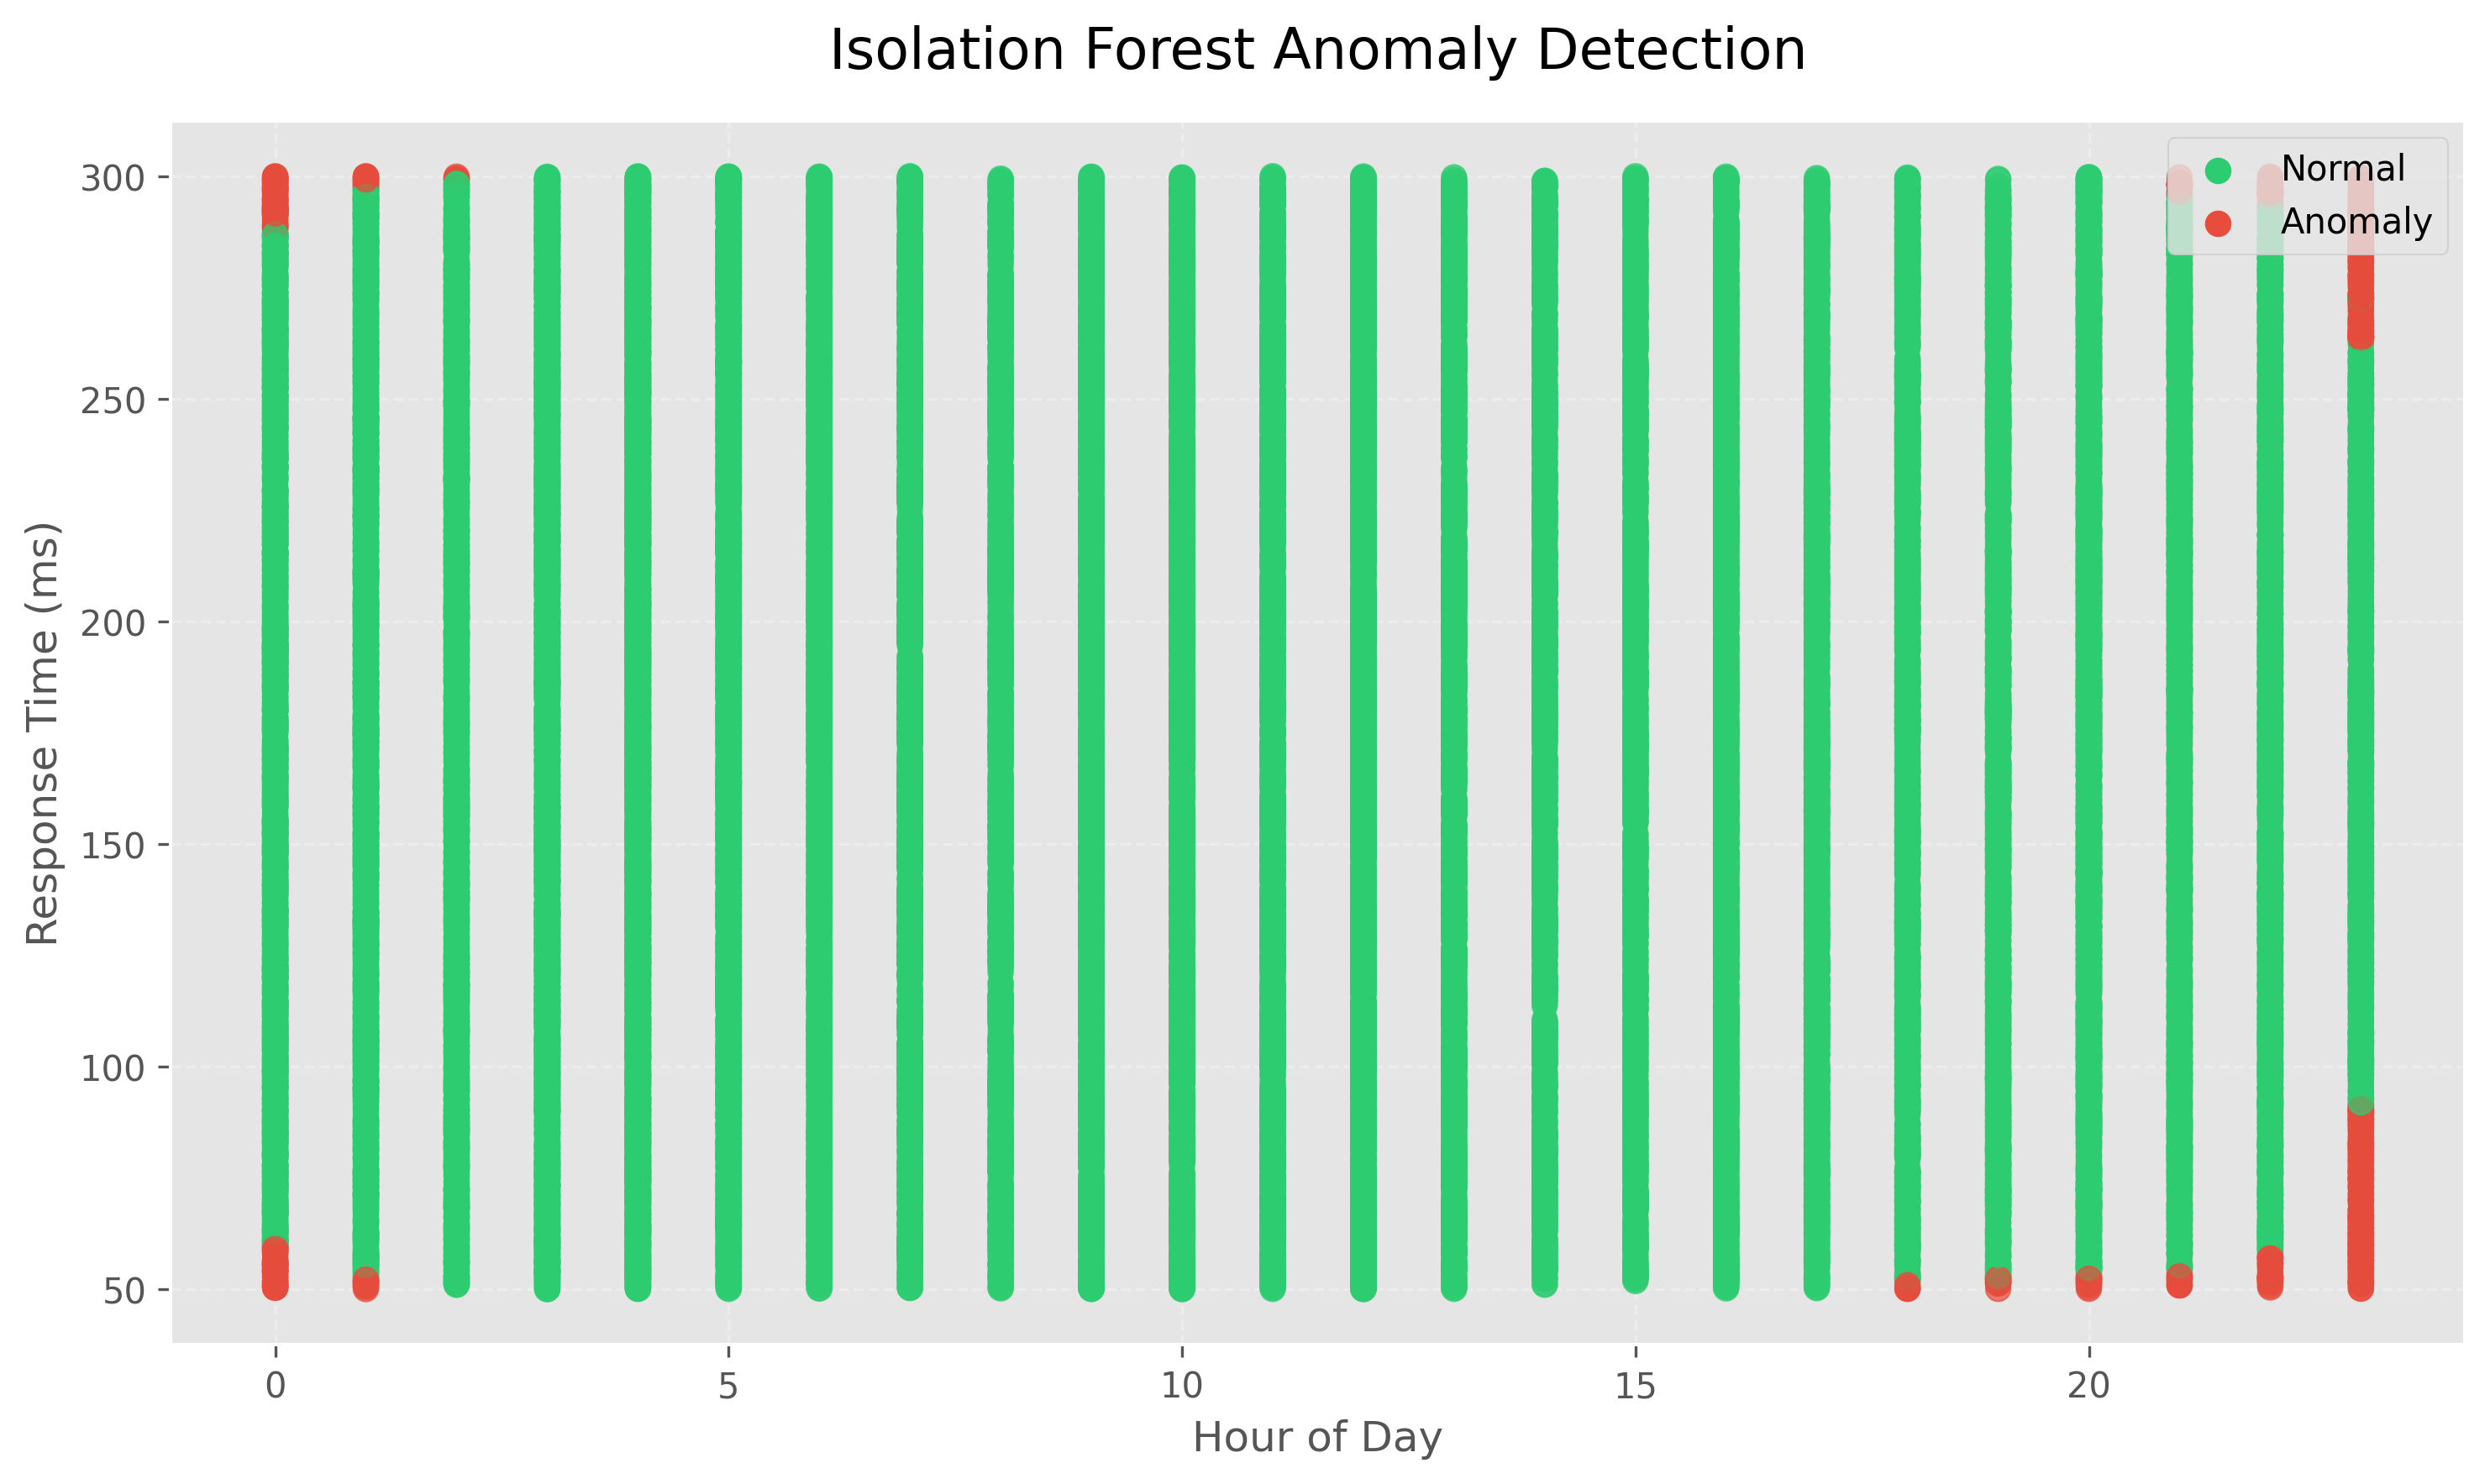 Isolation Forest Anomaly Detection
Normal
Anomaly
Response Time (ms)
300
250
200
150
100
50
0 5 10 15 20
Hour of Day